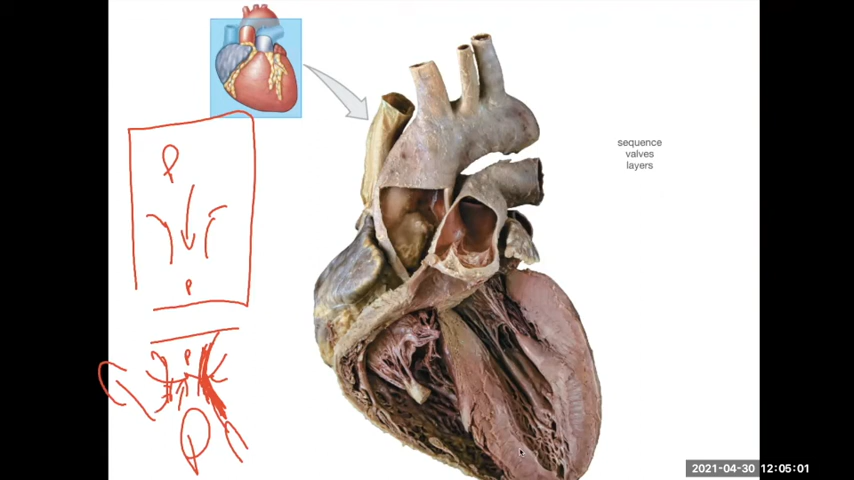 P
P
P
P
sequence
valves
layers
2021-04-30 12:05:01